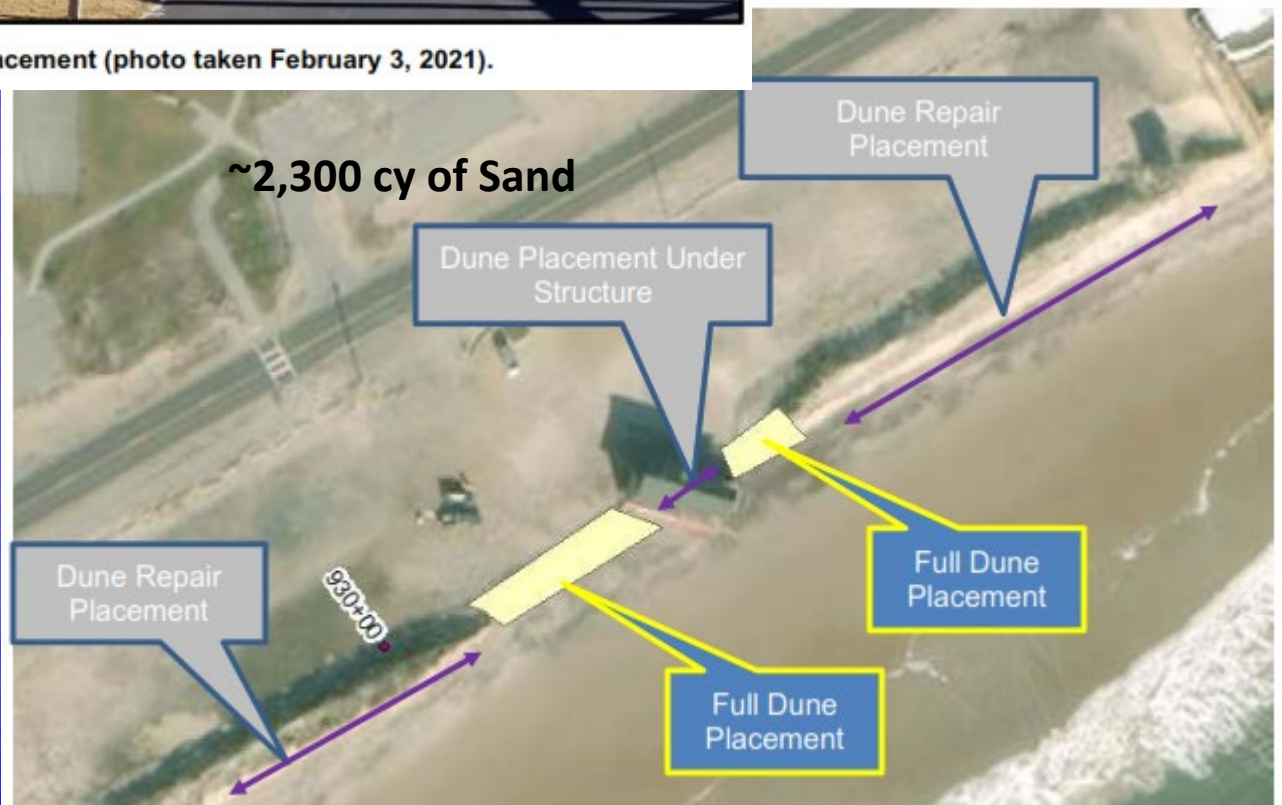 acement (photo taken February 3, 2021).
~2,300 cy of Sand
Dune Repair
Placement
Dune Placement Under
Structure
Dune Repair
Placement
930+00
Full Dune
Placement
Full Dune
Placement